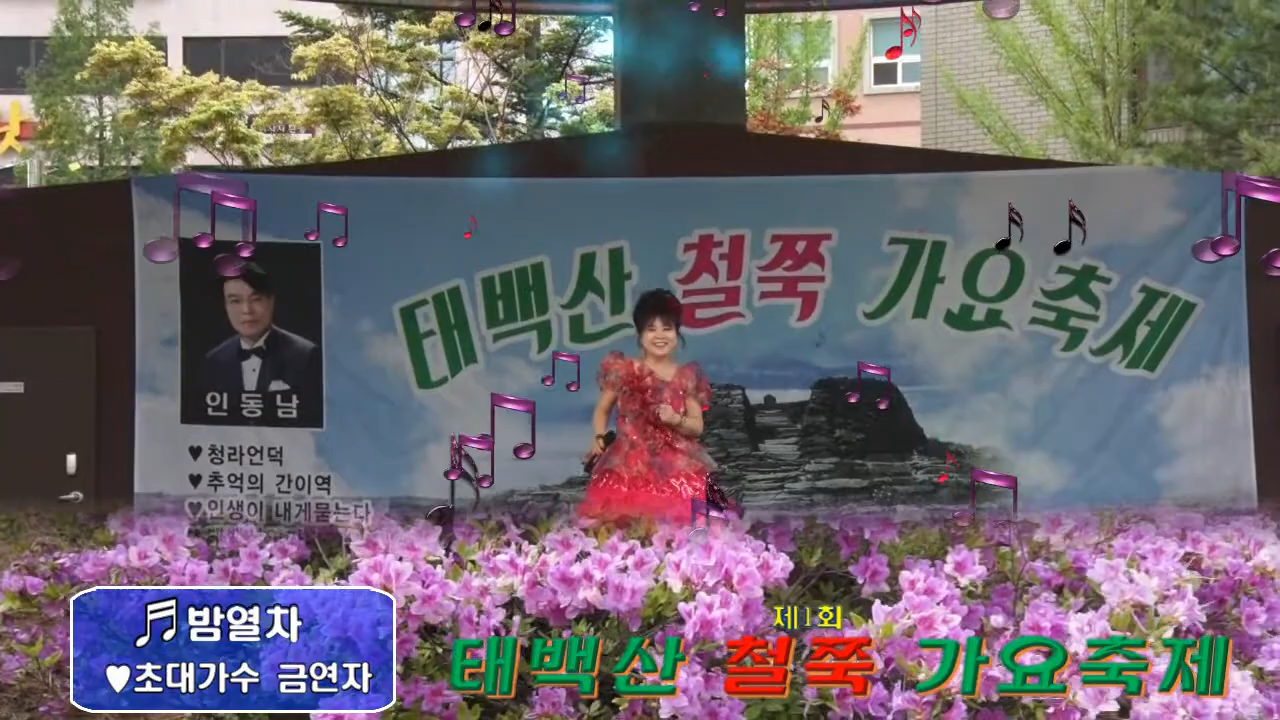 태백산 철쭉 가요축제
인동남
♥청라언덕
♥추억의 간이역
♥인생이 내게묻는다
밤열차
♥초대가수 금연자
제1회
태백산 철쭉 가요축제